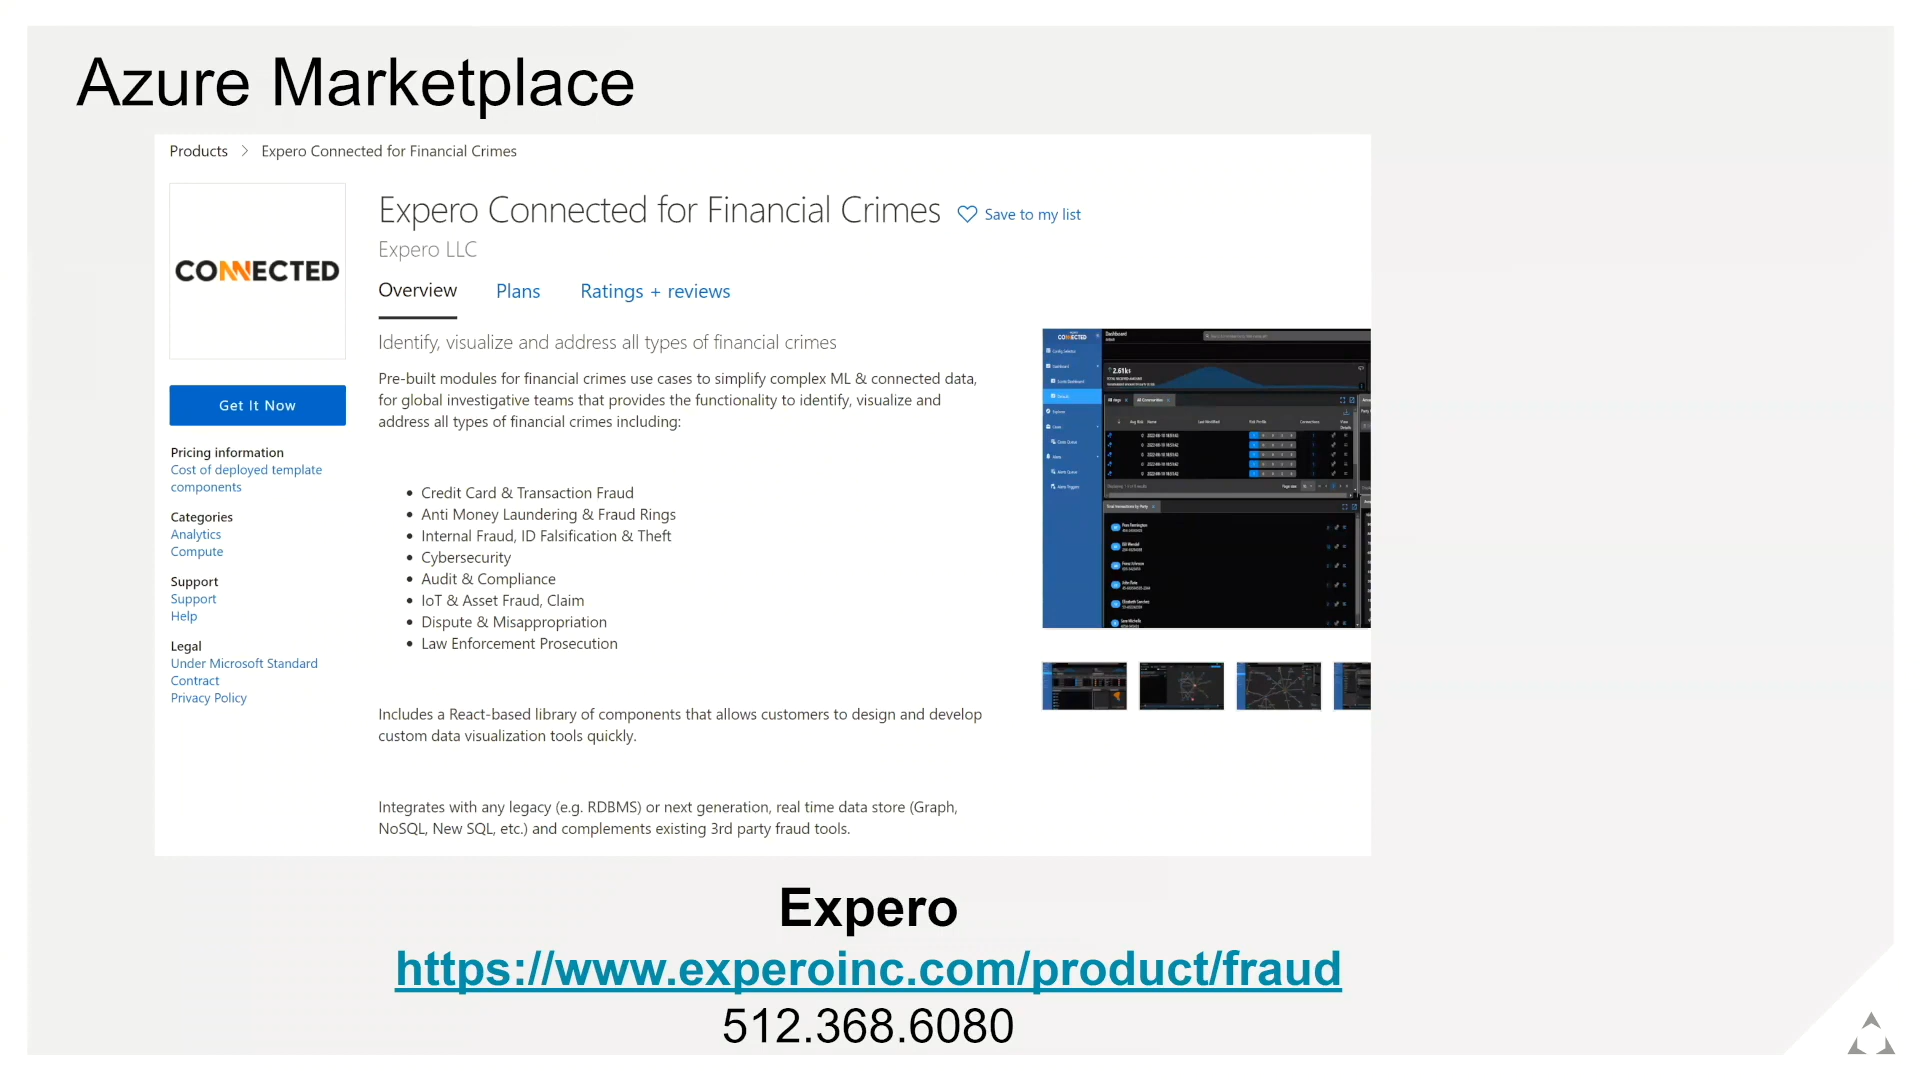 Azure Marketplace
Products > Expero Connected for Financial Crimes
CONNECTED
Expero Connected for Financial Crimes
Save to my list
Expero LLC
Overview Plans Ratings + reviews
Get It Now
Pricing information
Cost of deployed template
components
Categories
Analytics
Compute
Support
Support
Help
Legal
Under Microsoft Standard
Contract
Privacy Policy
Identify, visualize and address all types of financial crimes
Pre-built modules for financial crimes use cases to simplify complex ML & connected data,
for global investigative teams that provides the functionality to identify, visualize and
address all types of financial crimes including:
• Credit Card & Transaction Fraud
• Anti Money Laundering & Fraud Rings
• Internal Fraud, ID Falsification & Theft
• Cybersecurity
• Audit & Compliance
• IoT & Asset Fraud, Claim
• Dispute & Misappropriation
• Law Enforcement Prosecution
Includes a React-based library of components that allows customers to design and develop
custom data visualization tools quickly.
Integrates with any legacy (e.g. RDBMS) or next generation, real time data store (Graph,
NoSQL, New SQL, etc.) and complements existing 3rd party fraud tools.
CONNECTED
Dashboard
2.61k
Expero
https://www.experoinc.com/product/fraud
512.368.6080